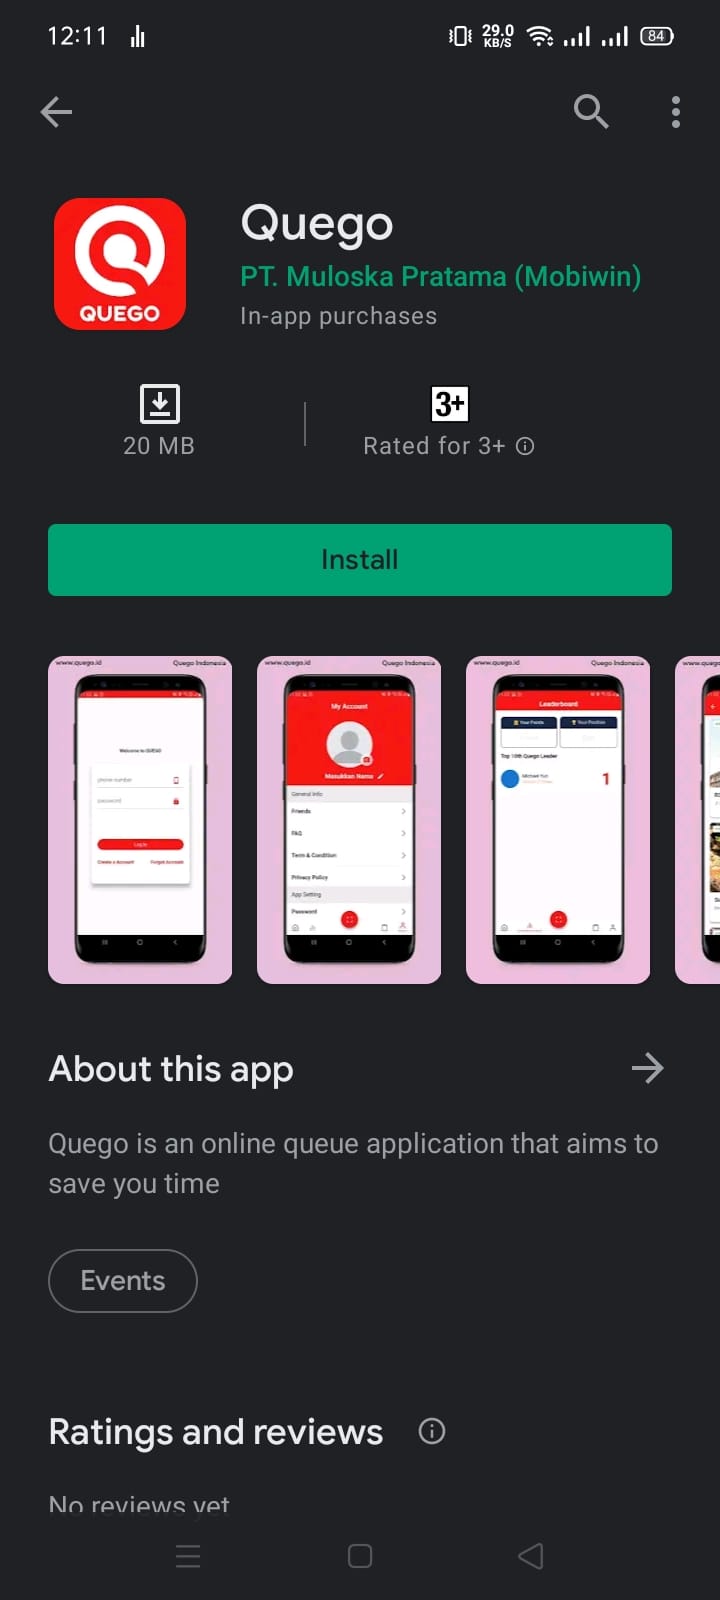 12:11
29.0
KB/S
84
QUEGO
Quego
PT. Muloska Pratama (Mobiwin)
In-app purchases
20 MB
3+
Rated for 3+
Install
www.quego.id
Quego Indonesia
Welcome to QUEGO
phone number
password
Log In
Create a Account
Forgot Account
www.quego.id
Quego Indonesia
My Account
Masukkan Nama
General Info
Friends
FAQ
Term & Condition
Privacy Policy
App Setting
Password
www.quego.id
Quego Indonesia
Leaderboard
Your Points
Your Position
Top 10th Quego Leader
1
www.quego
About this app
Quego is an online queue application that aims to
save you time
Events
Ratings and reviews
No reviews yet